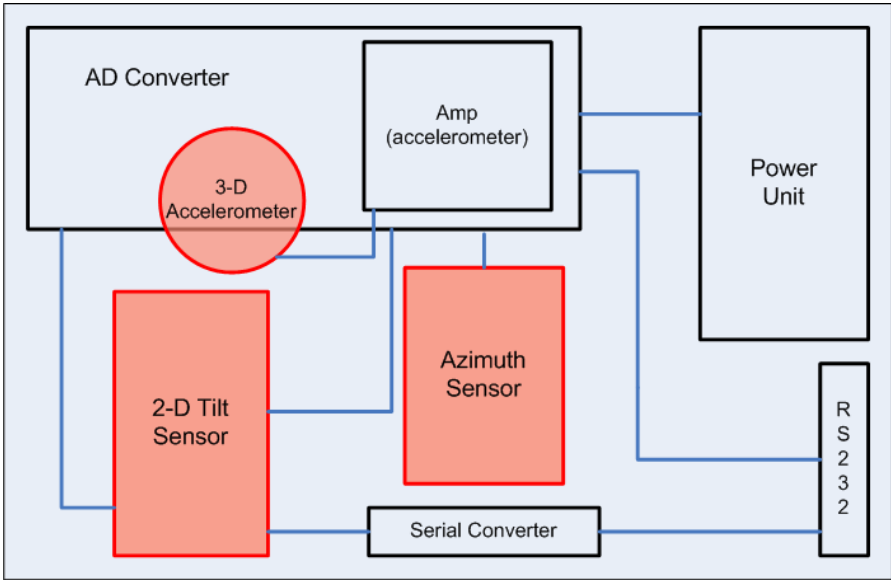 AD Converter
Amp
(accelerometer)
3-D
Accelerometer
Power
Unit
Azimuth
Sensor
2-D Tilt
Sensor
R
S
2
3
2
Serial Converter